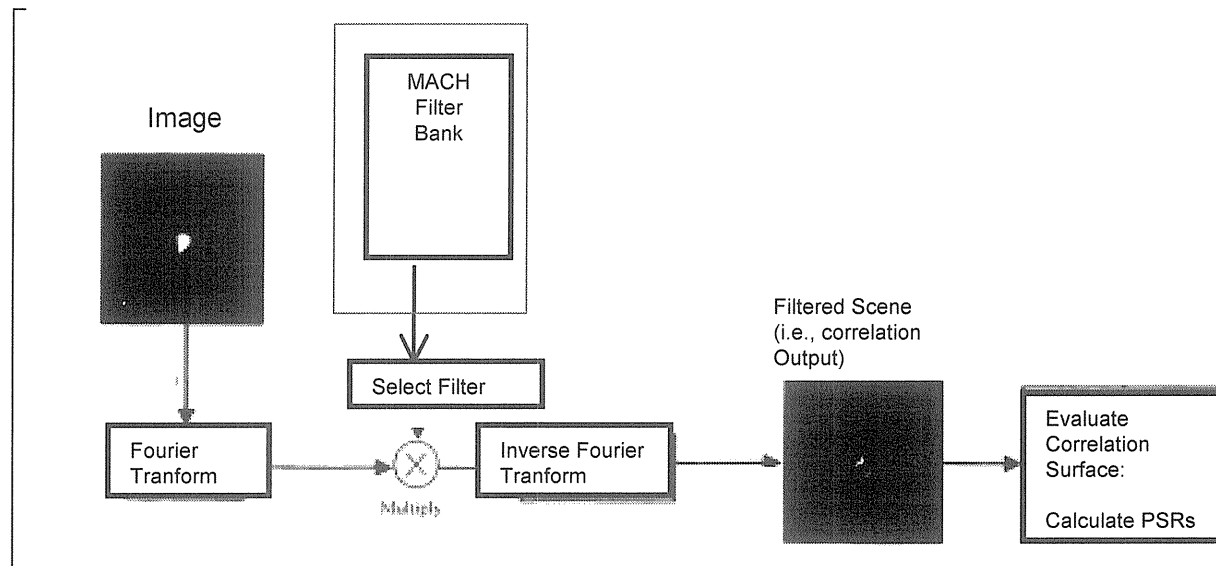 Image
MACH
Filter
Bank
Select Filter
Fourier
Tranform
Multiply
Inverse Fourier
Tranform
Filtered Scene
(i.e., correlation
Output)
Evaluate
Correlation
Surface:
Calculate PSRs